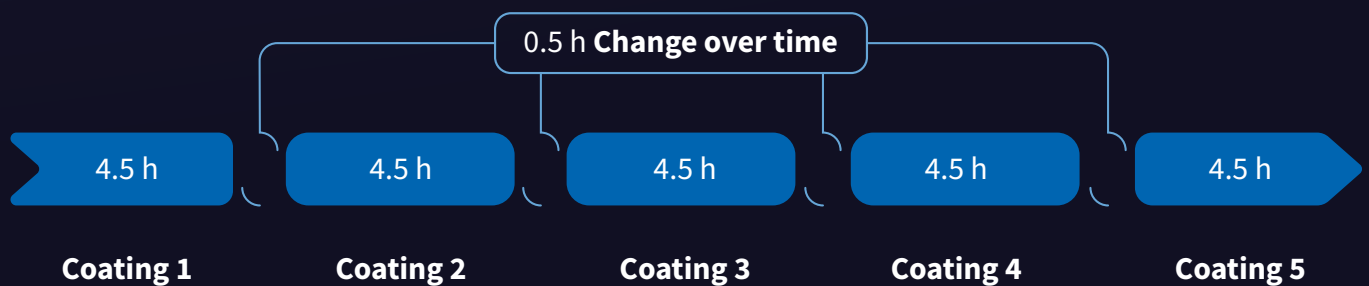 0.5 h Change over time
4.5 h
4.5 h
4.5 h
4.5 h
4.5 h
Coating 1
Coating 2
Coating 3
Coating 4
Coating 5